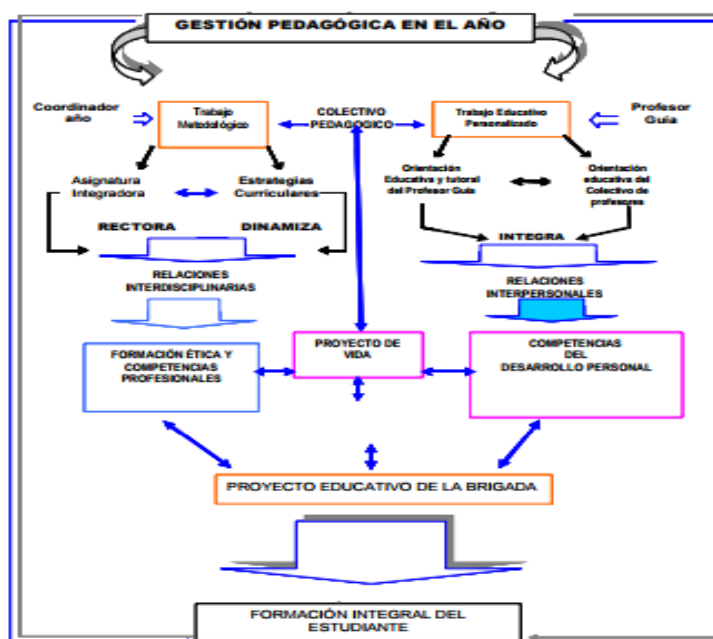 GESTIÓN PEDAGÓGICA EN EL AÑO
Coordinador
año
Trabajo
Metodológico
COLECTIVO
PEDAGOGICO
Trabajo Educativo
Personalizado
Profesor
Guía
Asignatura
Integradora
Estrategias
Curriculares
Orientación
Educativa y tutoral
del Profesor Guía
Orientación
educativa del
Colectivo de
profesores
RECTORA
DINAMIZA
INTEGRA
RELACIONES
INTERDISCIPLINARIAS
RELACIONES
INTERPERSONALES
FORMACIÓN ÉTICA Y
COMPETENCIAS
PROFESIONALES
PROYECTO DE
VIDA
COMPETENCIAS
DEL
DESARROLLO PERSONAL
PROYECTO EDUCATIVO DE LA BRIGADA
FORMACIÓN INTEGRAL DEL
ESTUDIANTE